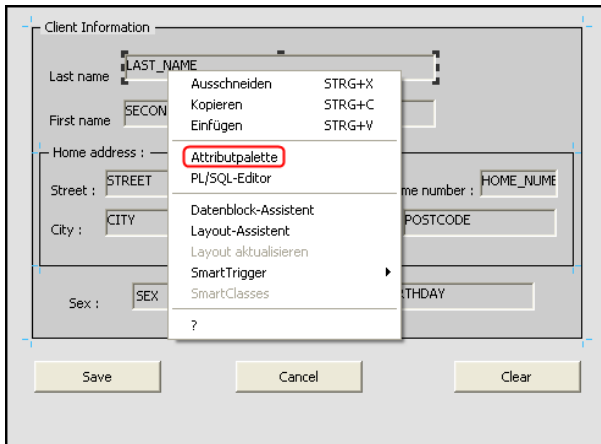 Client Information
Last name LAST_NAME
First name SECON
Home address :
Street : STREET me number : HOME_NUME
City : CITY POSTCODE
Sex : SEX THDAY
Ausschneiden STRG+X
Kopieren STRG+C
Einfügen STRG+V
Attributpalette
PL/SQL-Editor
Datenblock-Assistent
Layout-Assistent
Layout aktualisieren
SmartTrigger
SmartClasses
?
Save Cancel Clear